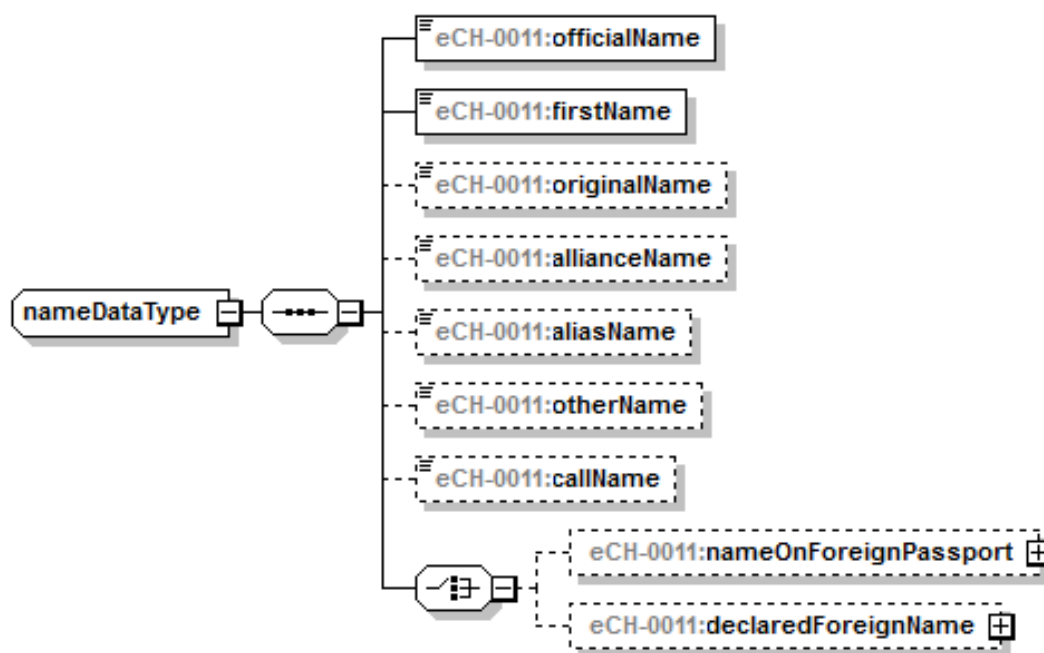 eCH-0011:officialName
eCH-0011:firstName
eCH-0011:originalName
eCH-0011:allianceName
nameDataType
eCH-0011:aliasName
eCH-0011:otherName
eCH-0011:callName
eCH-0011:nameOnForeignPassport
eCH-0011:declaredForeignName